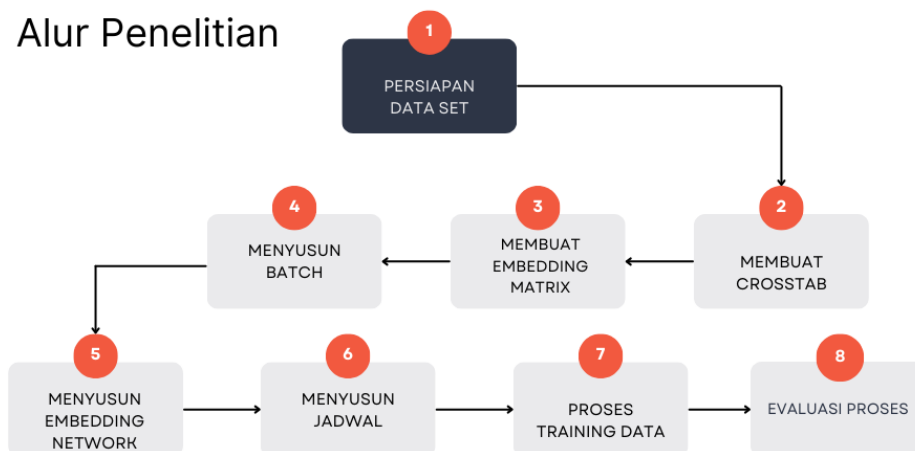 Alur Penelitian
1
PERSIAPAN
DATA SET
2
MEMBUAT
CROSSTAB
3
MEMBUAT
EMBEDDING
MATRIX
4
MENYUSUN
BATCH
5
MENYUSUN
EMBEDDING
NETWORK
6
MENYUSUN
JADWAL
7
PROSES
TRAINING DATA
8
EVALUASI PROSES